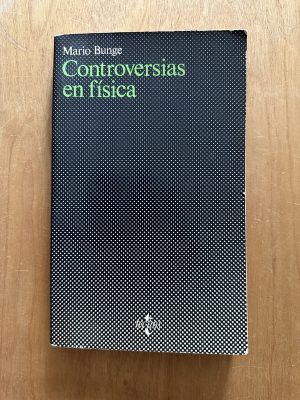 Mario Bunge
Controversias
en física